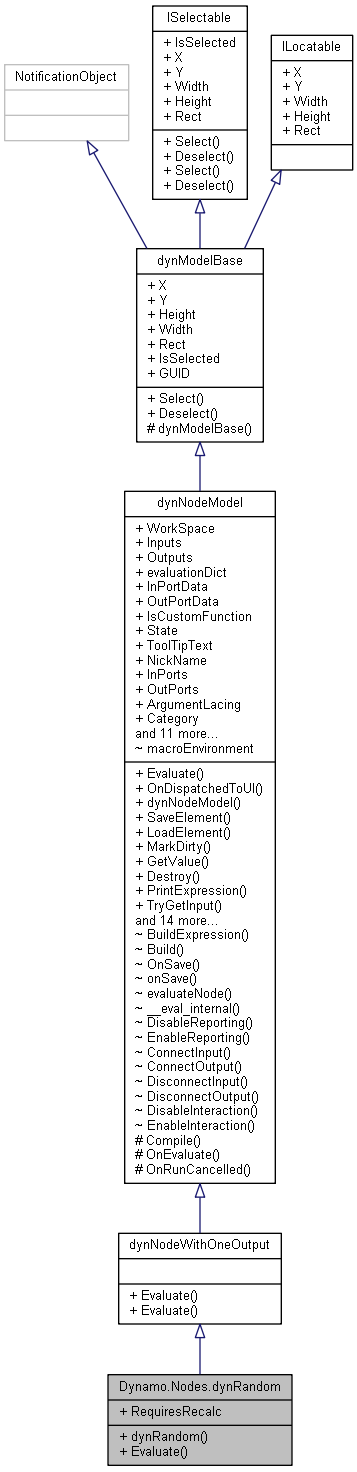 ISelectable
+ IsSelected
+ X
+ Y
+ Width
+ Height
+ Rect
+ Select()
+ Deselect()
+ Select()
+ Deselect()
ILocatable
+ X
+ Y
+ Width
+ Height
+ Rect
NotificationObject
dynModelBase
+ X
+ Y
+ Height
+ Width
+ Rect
+ IsSelected
+ GUID
+ Select()
+ Deselect()
# dynModelBase()
dynNodeModel
+ WorkSpace
+ Inputs
+ Outputs
+ evaluationDict
+ InPortData
+ OutPortData
+ IsCustomFunction
+ State
+ ToolTipText
+ NickName
+ InPorts
+ OutPorts
+ ArgumentLacing
+ Category
and 11 more...
~ macroEnvironment
+ Evaluate()
+ OnDispatchedToUI()
+ dynNodeModel()
+ SaveElement()
+ LoadElement()
+ MarkDirty()
+ GetValue()
+ Destroy()
+ PrintExpression()
+ TryGetInput()
and 14 more...
~ BuildExpression()
~ Build()
~ OnSave()
~ onSave()
~ evaluateNode()
~ __eval_internal()
~ DisableReporting()
~ EnableReporting()
~ ConnectInput()
~ ConnectOutput()
~ DisconnectInput()
~ DisconnectOutput()
~ DisableInteraction()
~ EnableInteraction()
# Compile()
# OnEvaluate()
# OnRunCancelled()
dynNodeWithOneOutput
+ Evaluate()
+ Evaluate()
Dynamo.Nodes.dynRandom
+ RequiresRecalc
+ dynRandom()
+ Evaluate()